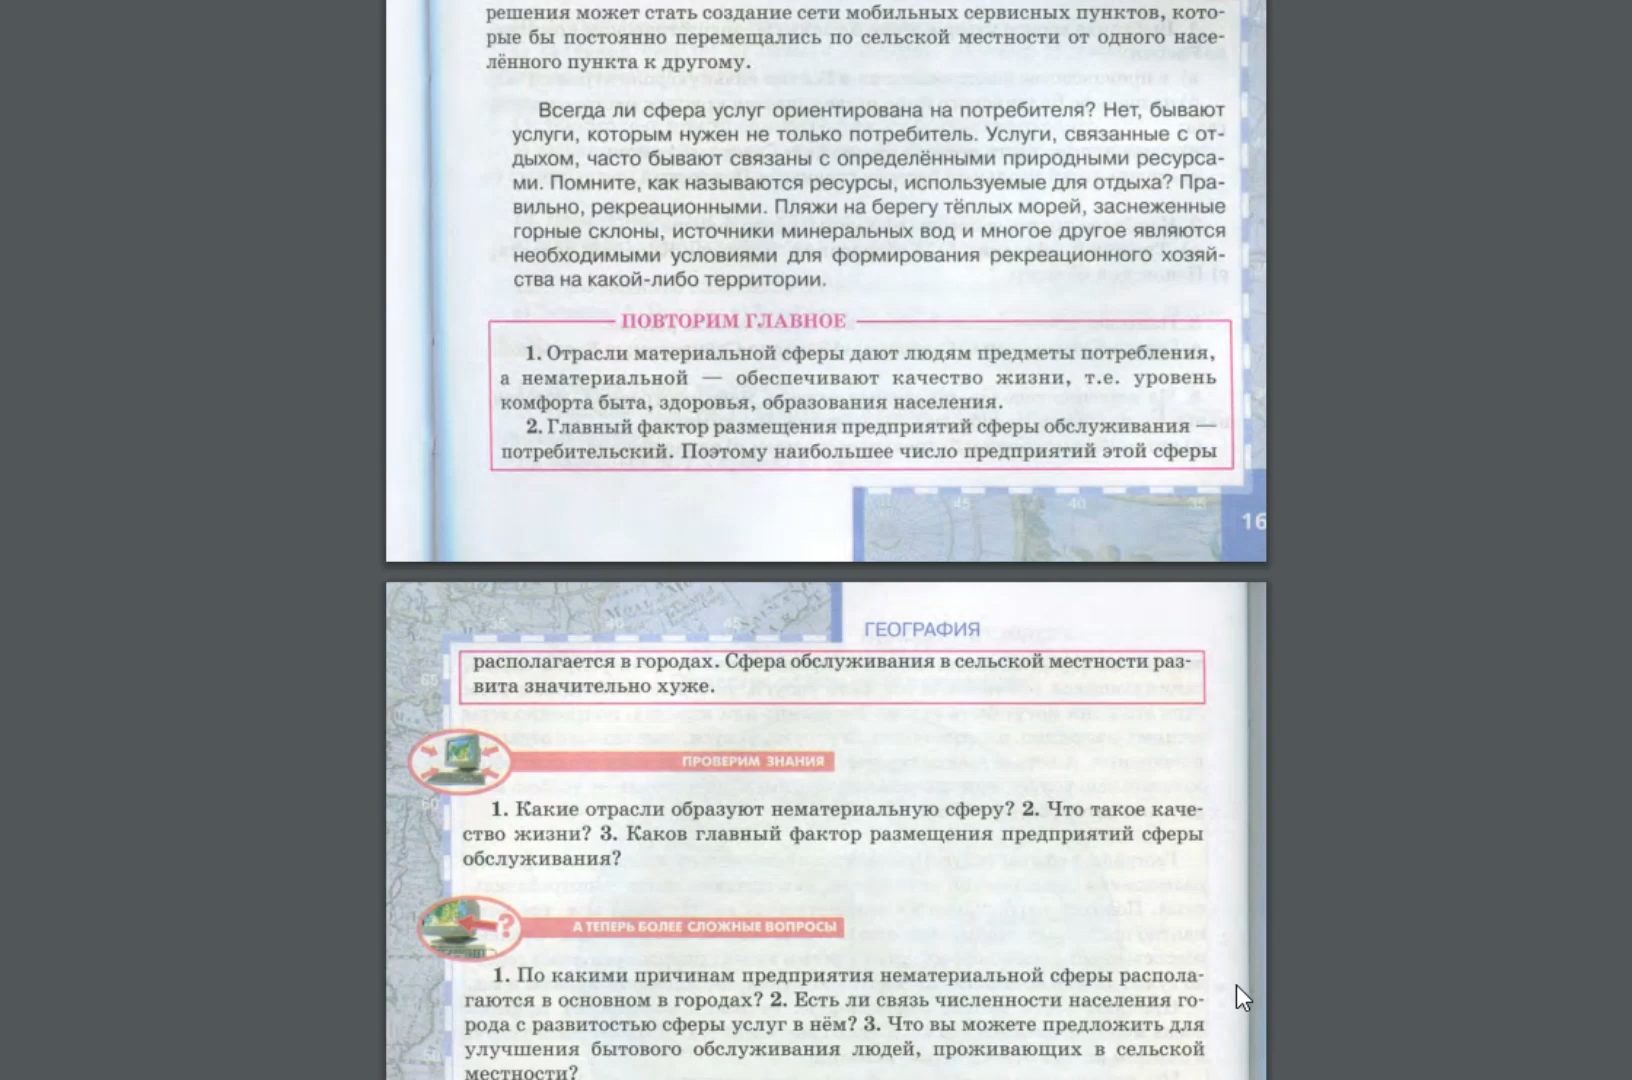 решения может стать создание сети мобильных сервисных пунктов, кото-
рые бы постоянно перемещались по сельской местности от одного насе-
лённого пункта к другому.
Всегда ли сфера услуг ориентирована на потребителя? Нет, бывают
услуги, которым нужен не только потребитель. Услуги, связанные с от-
дыхом, часто бывают связаны с определёнными природными ресурса-
ми. Помните, как называются ресурсы, используемые для отдыха? Пра-
вильно, рекреационными. Пляжи на берегу тёплых морей, заснеженные
горные склоны, источники минеральных вод и многое другое являются
необходимыми условиями для формирования рекреационного хозяй-
ства на какой-либо территории.
ПОВТОРИМ ГЛАВНОЕ
1. Отрасли материальной сферы дают людям предметы потребления,
а нематериальной — обеспечивают качество жизни, т.е. уровень
комфорта быта, здоровья, образования населения.
2. Главный фактор размещения предприятий сферы обслуживания —
потребительский. Поэтому наибольшее число предприятий этой сферы
45 40 35
16
ГЕОГРАФИЯ
располагается в городах. Сфера обслуживания в сельской местности раз-
вита значительно хуже.
ПРОВЕРИМ ЗНАНИЯ
60
1. Какие отрасли образуют нематериальную сферу? 2. Что такое каче-
ство жизни? 3. Каков главный фактор размещения предприятий сферы
обслуживания?
?
А ТЕПЕРЬ БОЛЕЕ СЛОЖНЫЕ ВОПРОСЫ
1. По какими причинам предприятия нематериальной сферы распола-
гаются в основном в городах? 2. Есть ли связь численности населения го-
рода с развитостью сферы услуг в нём? 3. Что вы можете предложить для
улучшения бытового обслуживания людей, проживающих в сельской
местности?